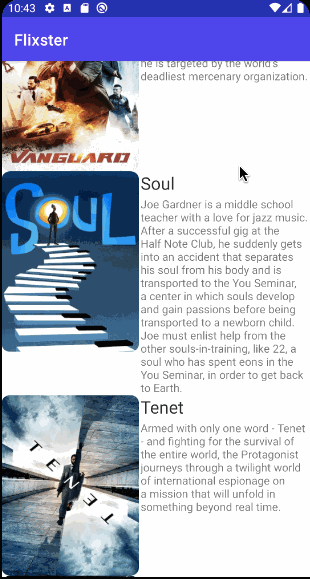 10:43
Flixster
he is targeted by the world's
deadliest mercenary organization.
VANGUARD
Soul
SOUL
Joe Gardner is a middle school
teacher with a love for jazz music.
After a successful gig at the
Half Note Club, he suddenly gets
into an accident that separates
his soul from his body and is
transported to the You Seminar,
a center in which souls develop
and gain passions before being
transported to a newborn child.
Joe must enlist help from the
other souls-in-training, like 22, a
soul who has spent eons in the
You Seminar, in order to get back
to Earth.
Tenet
TENET
Armed with only one word - Tenet
- and fighting for the survival of
the entire world, the Protagonist
journeys through a twilight world
of international espionage on
a mission that will unfold in
something beyond real time.